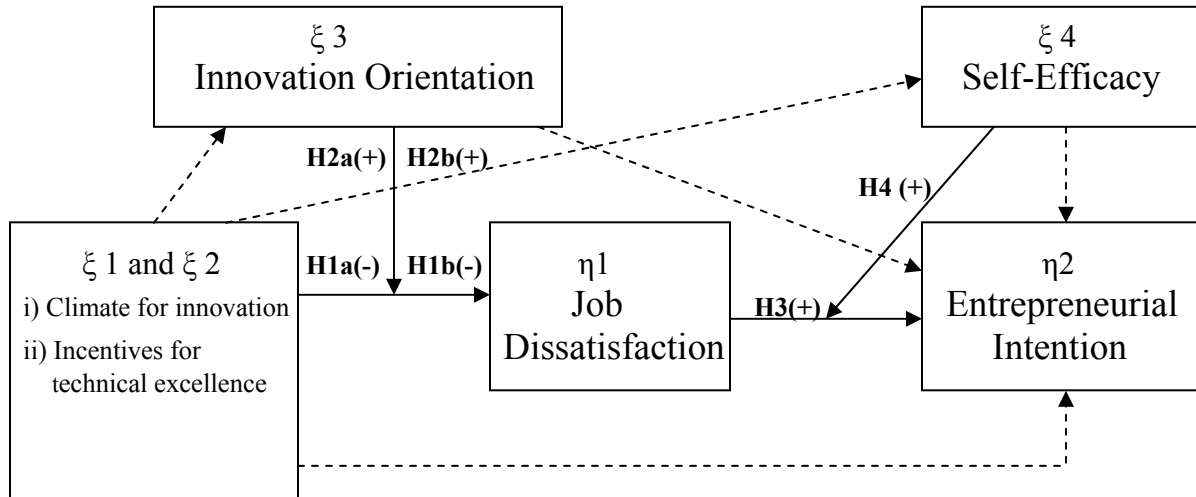 ξ 3
Innovation Orientation
ξ 4
Self-Efficacy
H2a(+) H2b(+)
H4 (+)
ξ 1 and ξ 2
i) Climate for innovation
ii) Incentives for
technical excellence
H1a(-) H1b(-)
η1
Job
Dissatisfaction
H3(+)
η2
Entrepreneurial
Intention